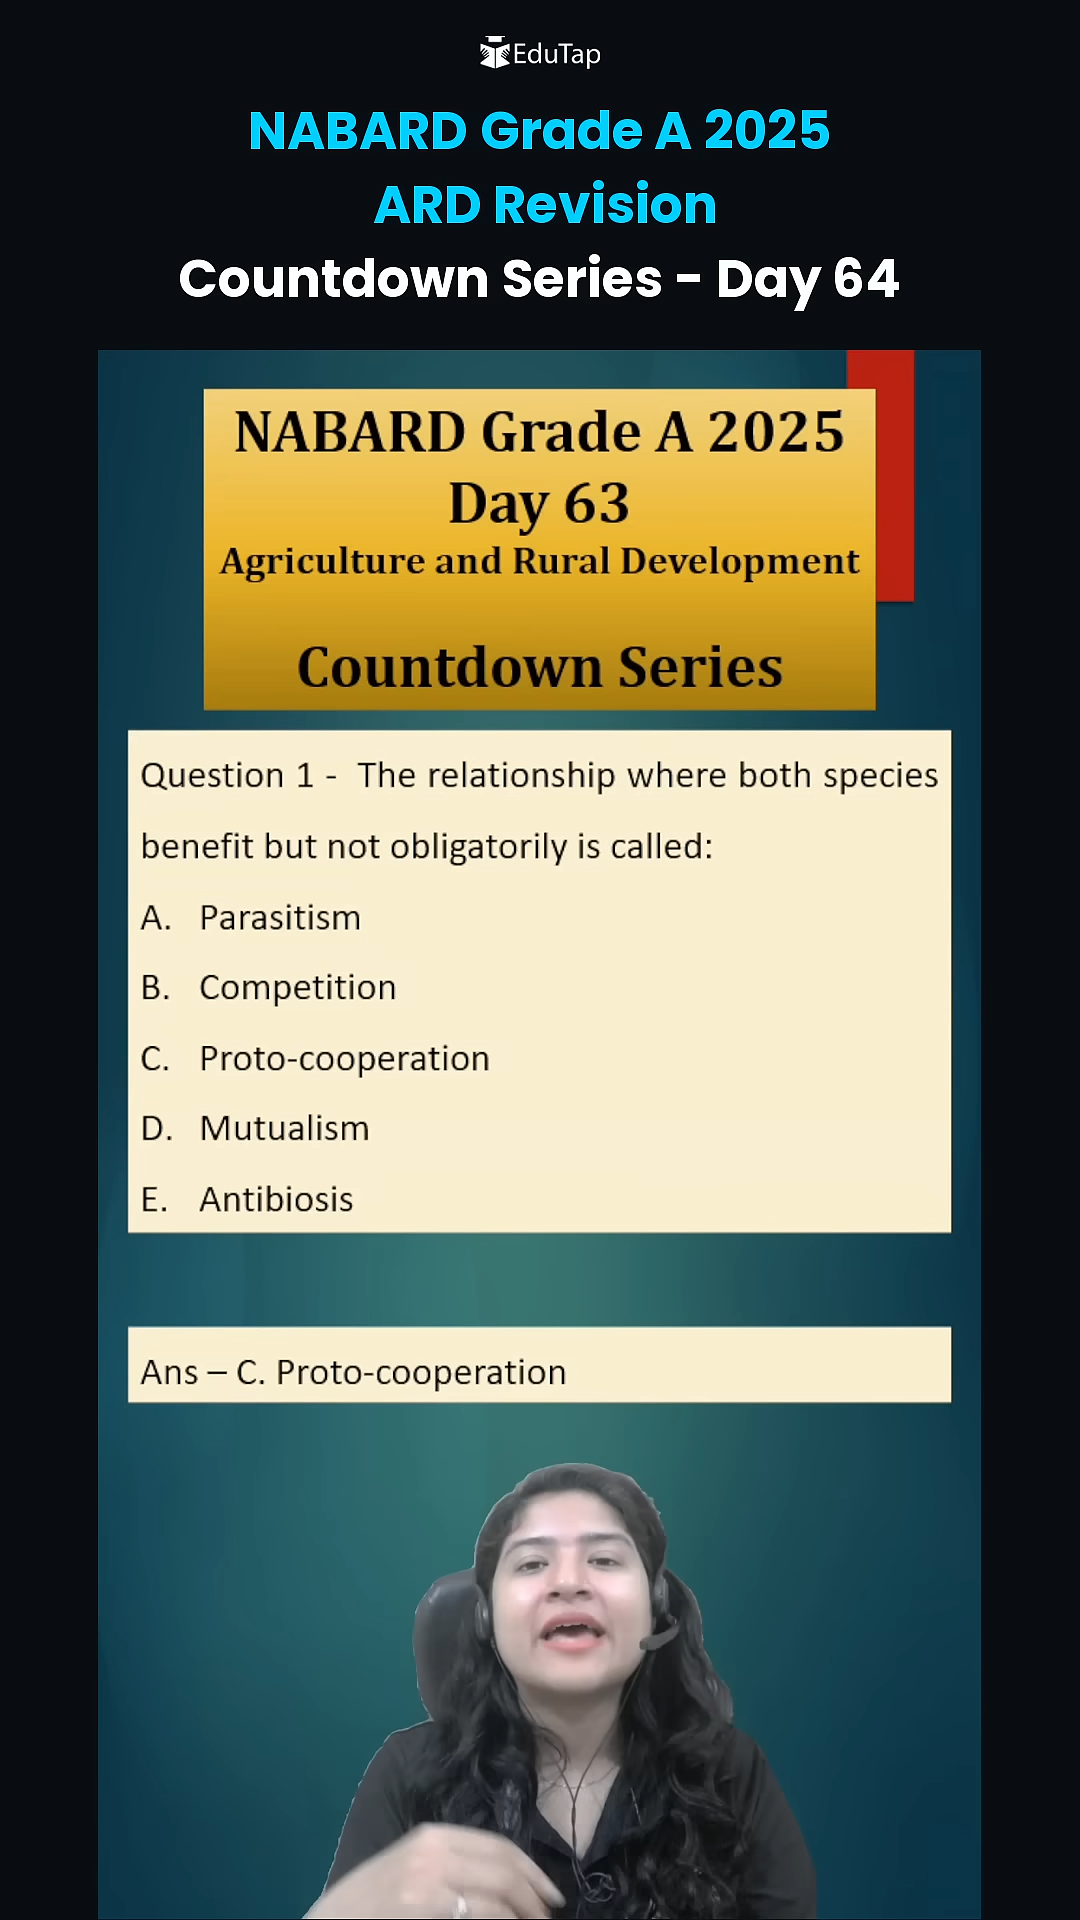 EduTap
NABARD Grade A 2025
ARD Revision
Countdown Series - Day 64
NABARD Grade A 2025
Day 63
Agriculture and Rural Development
Countdown Series
Question 1 - The relationship where both species
benefit but not obligatorily is called:
A. Parasitism
B. Competition
C. Proto-cooperation
D. Mutualism
E. Antibiosis
Ans – C. Proto-cooperation